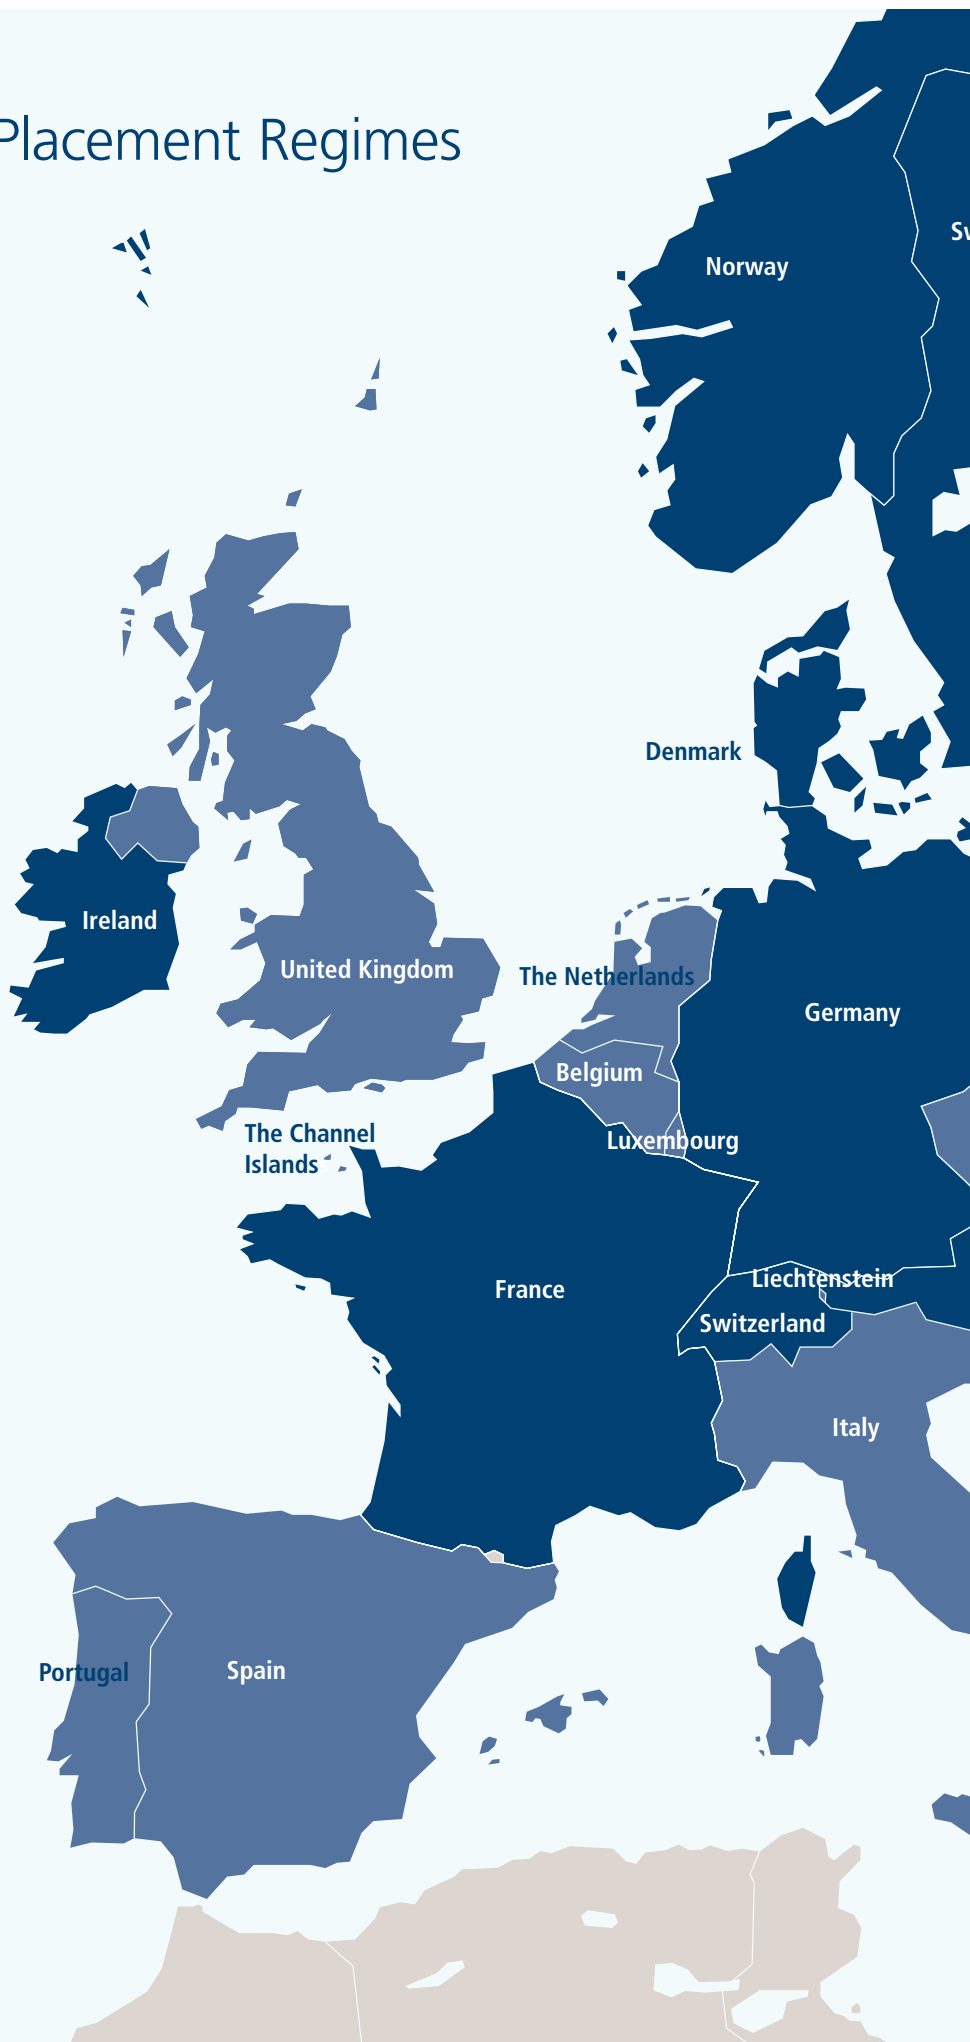 Placement Regimes
Norway
Denmark
Ireland
United Kingdom
The Netherlands
Germany
Belgium
The Channel
Islands
Luxembourg
Liechtenstein
France
Switzerland
Italy
Portugal
Spain